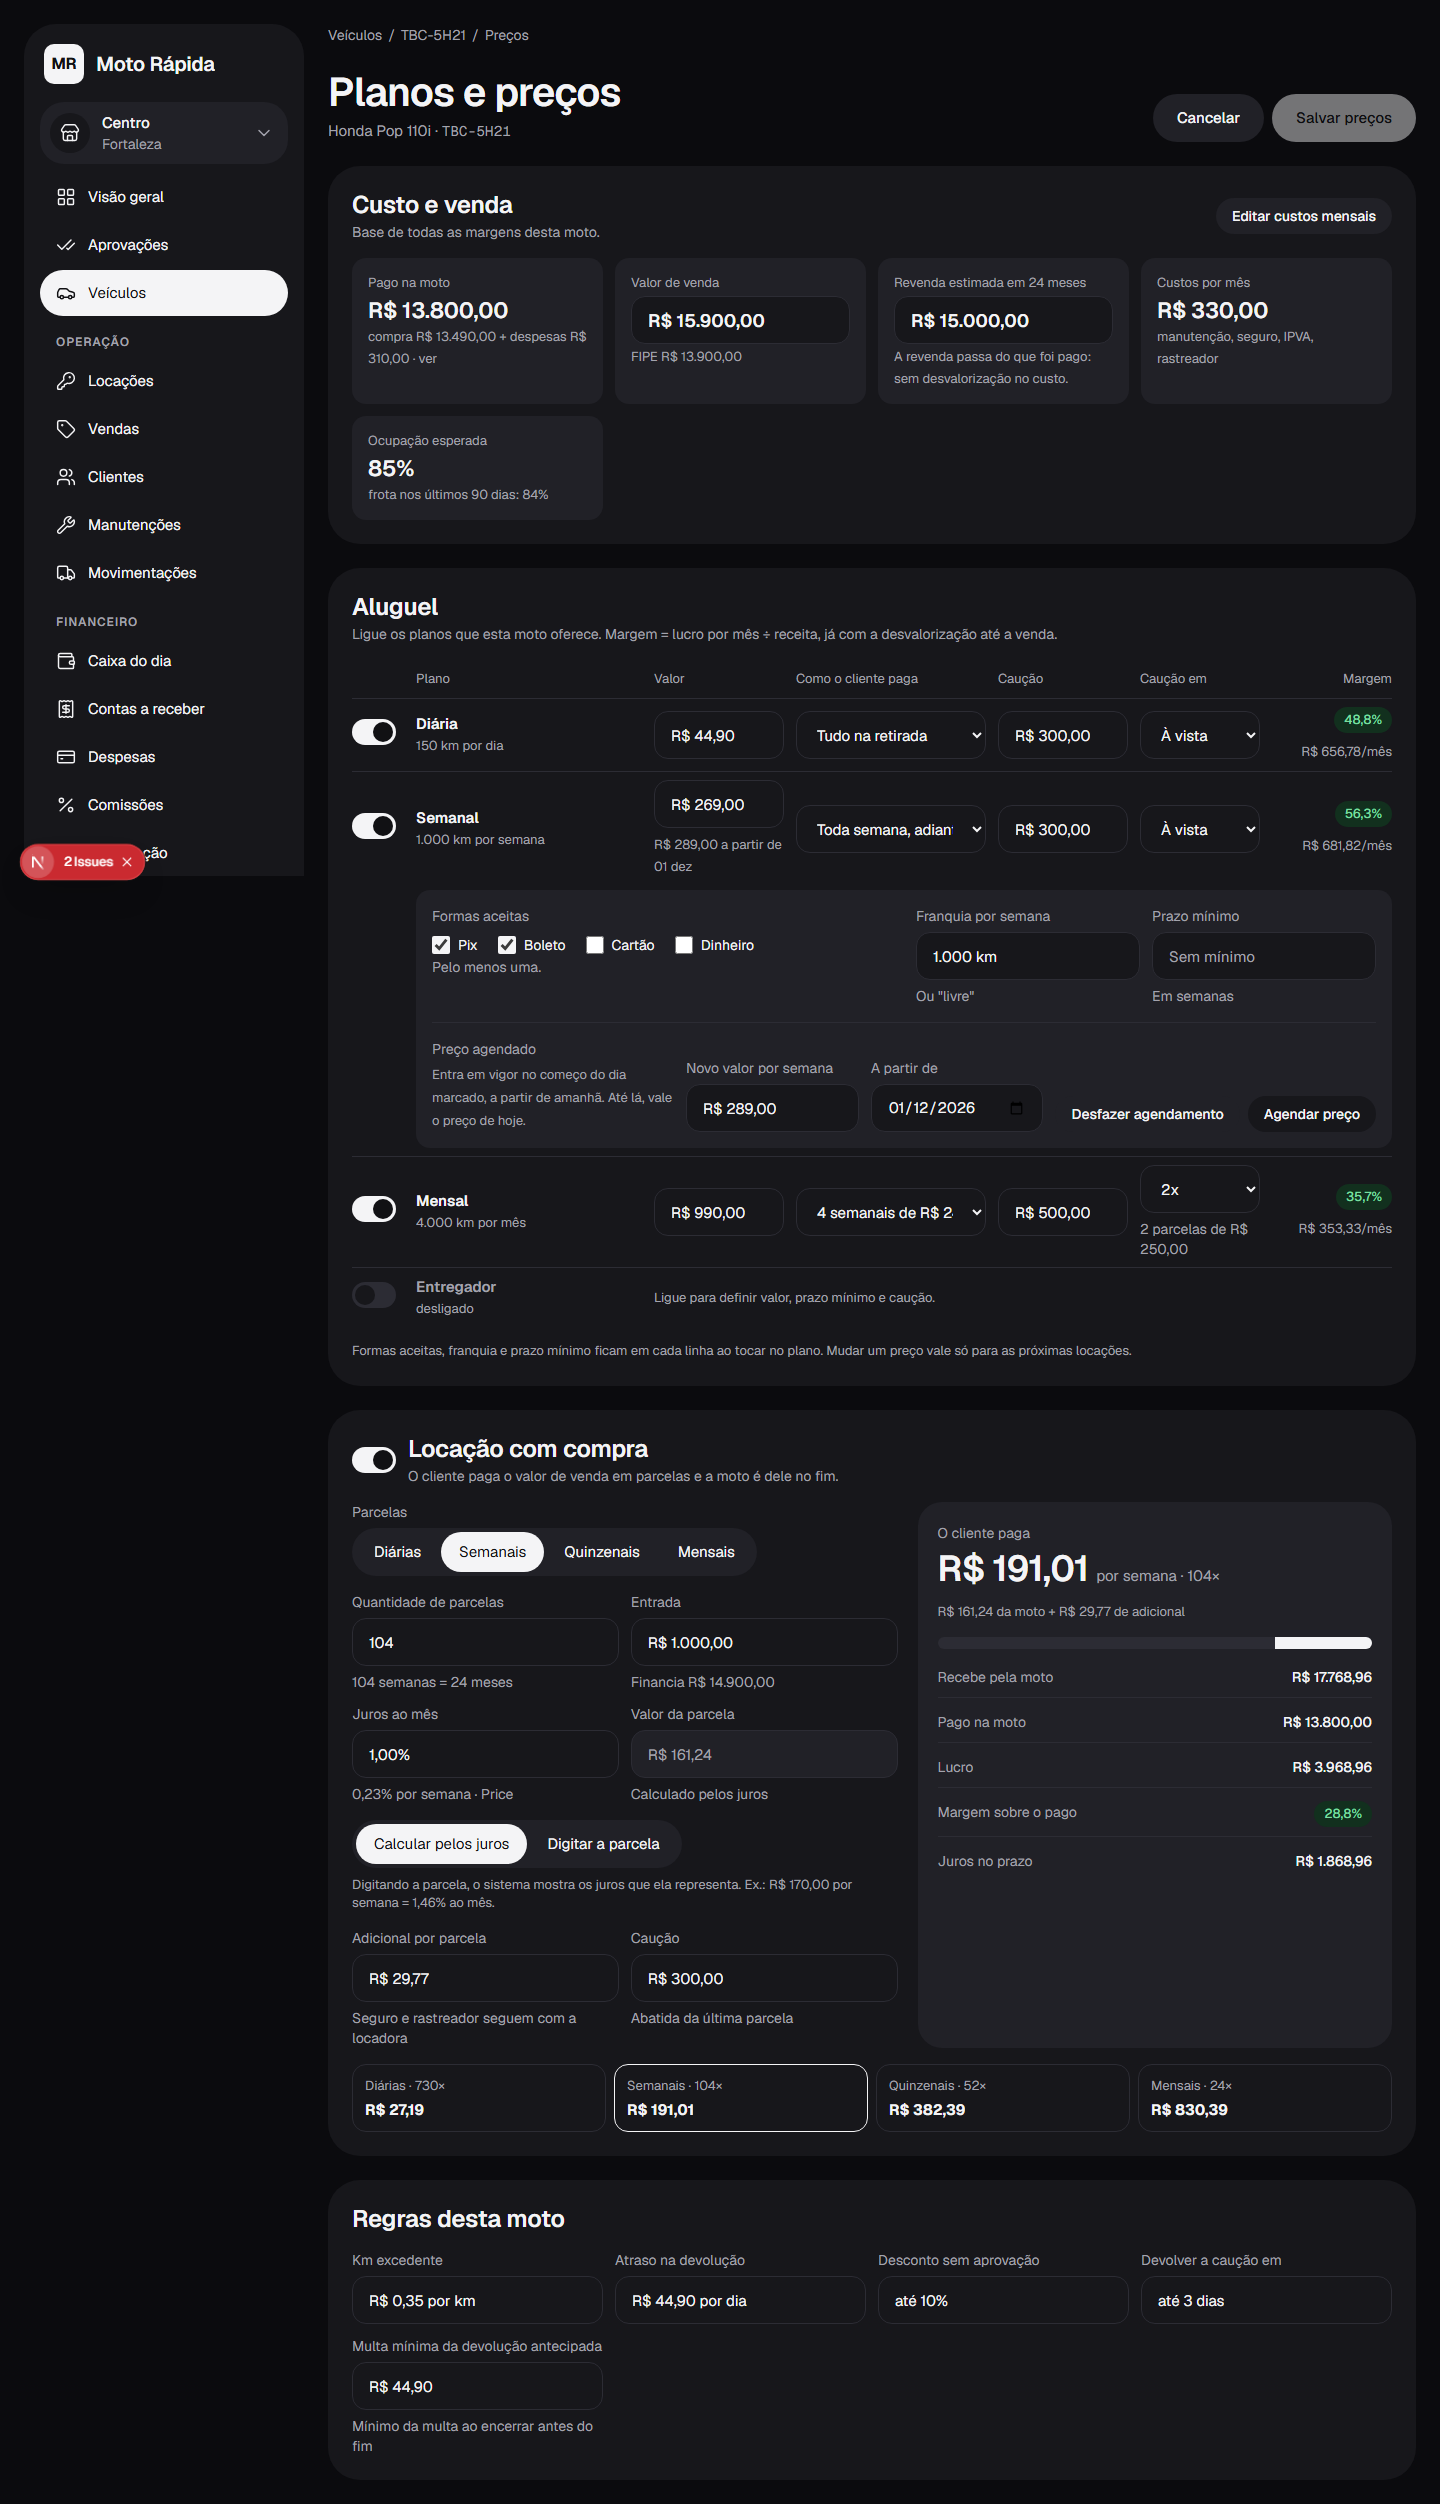 MR Moto Rápida
Centro
Fortaleza
Visão geral
Aprovações
Veículos
OPERAÇÃO
Locações
Vendas
Clientes
Manutenções
Movimentações
FINANCEIRO
Caixa do dia
Contas a receber
Despesas
Comissões
ção
N 2 Issues
Veículos / TBC-5H21 / Preços
Planos e preços
Honda Pop 110i · TBC-5H21
Cancelar
Salvar preços
Custo e venda
Base de todas as margens desta moto.
Editar custos mensais
Pago na moto
R$ 13.800,00
compra R$ 13.490,00 + despesas R$
310,00 · ver
Valor de venda
R$ 15.900,00
FIPE R$ 13.900,00
Revenda estimada em 24 meses
R$ 15.000,00
A revenda passa do que foi pago:
sem desvalorização no custo.
Custos por mês
R$ 330,00
manutenção, seguro, IPVA,
rastreador
Ocupação esperada
85%
frota nos últimos 90 dias: 84%
Aluguel
Ligue os planos que esta moto oferece. Margem = lucro por mês ÷ receita, já com a desvalorização até a venda.
Plano Valor Como o cliente paga Caução Caução em Margem
Diária
150 km por dia
R$ 44,90
Tudo na retirada
R$ 300,00
À vista
48,8%
R$ 656,78/mês
Semanal
1.000 km por semana
R$ 269,00
R$ 289,00 a partir de
01 dez
Toda semana, adian
R$ 300,00
À vista
56,3%
R$ 681,82/mês
Formas aceitas
Pix Boleto Cartão Dinheiro
Pelo menos uma.
Franquia por semana
1.000 km
Ou "livre"
Prazo mínimo
Sem mínimo
Em semanas
Preço agendado
Entra em vigor no começo do dia
marcado, a partir de amanhã. Até lá, vale
o preço de hoje.
Novo valor por semana
R$ 289,00
A partir de
01/12/2026
Desfazer agendamento
Agendar preço
Mensal
4.000 km por mês
R$ 990,00
4 semanais de R$ 2
R$ 500,00
2x
2 parcelas de R$
250,00
35,7%
R$ 353,33/mês
Entregador
desligado
Ligue para definir valor, prazo mínimo e caução.
Formas aceitas, franquia e prazo mínimo ficam em cada linha ao tocar no plano. Mudar um preço vale só para as próximas locações.
Locação com compra
O cliente paga o valor de venda em parcelas e a moto é dele no fim.
Parcelas
Diárias Semanais Quinzenais Mensais
Quantidade de parcelas
104
104 semanas = 24 meses
Entrada
R$ 1.000,00
Financia R$ 14.900,00
Juros ao mês
1,00%
0,23% por semana · Price
Valor da parcela
R$ 161,24
Calculado pelos juros
Calcular pelos juros Digitar a parcela
Digitando a parcela, o sistema mostra os juros que ela representa. Ex.: R$ 170,00 por
semana = 1,46% ao mês.
Adicional por parcela
R$ 29,77
Seguro e rastreador seguem com a
locadora
Caução
R$ 300,00
Abatida da última parcela
O cliente paga
R$ 191,01 por semana · 104×
R$ 161,24 da moto + R$ 29,77 de adicional
Recebe pela moto R$ 17.768,96
Pago na moto R$ 13.800,00
Lucro R$ 3.968,96
Margem sobre o pago 28,8%
Juros no prazo R$ 1.868,96
Diárias · 730×
R$ 27,19
Semanais · 104×
R$ 191,01
Quinzenais · 52×
R$ 382,39
Mensais · 24×
R$ 830,39
Regras desta moto
Km excedente
R$ 0,35 por km
Atraso na devolução
R$ 44,90 por dia
Desconto sem aprovação
até 10%
Devolver a caução em
até 3 dias
Multa mínima da devolução antecipada
R$ 44,90
Mínimo da multa ao encerrar antes do
fim